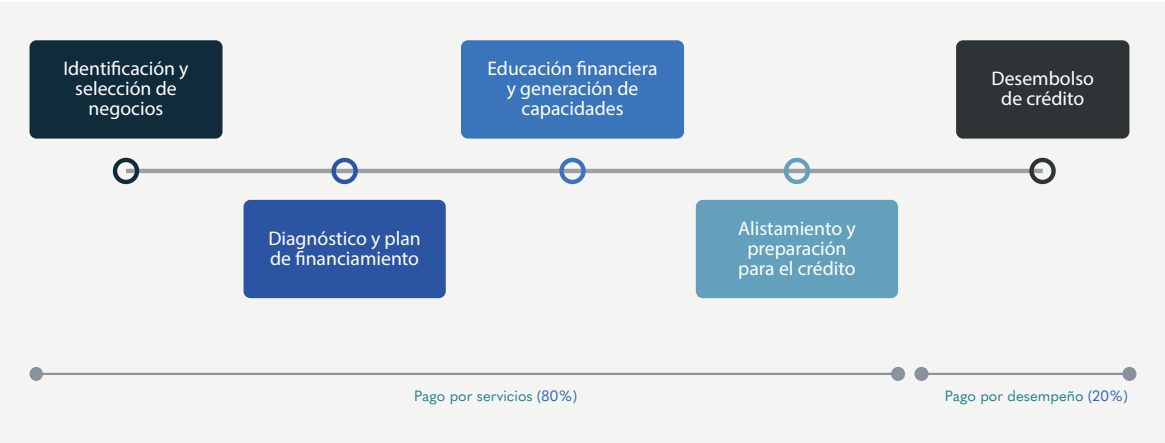 Identificación y
selección de
negocios
Diagnóstico y plan
de financiamiento
Educación financiera
y generación de
capacidades
Alistamiento y
preparación
para el crédito
Desembolso
de crédito
Pago por servicios (80%)
Pago por desempeño (20%)